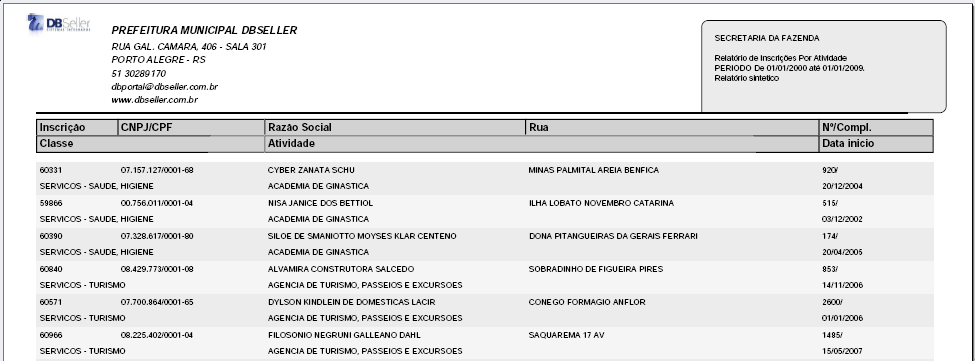 DBSeller
SISTEMAS INTEGRADOS
PREFEITURA MUNICIPAL DBSELLER
RUA GAL. CAMARA, 406 - SALA 301
PORTO ALEGRE - RS
51 30289170
dbportal@dbseller.com.br
www.dbseller.com.br
SECRETARIA DA FAZENDA
Relatório de Inscrições Por Atividade
PERIODO De 01/01/2000 até 01/01/2009.
Relatório sintetico
Inscrição CNPJ/CPF Razão Social Rua Nº/Compl.
Classe Atividade Data inicio
60331 07.157.127/0001-68 CYBER ZANATA SCHU MINAS PALMITAL AREIA BENFICA 920/
SERVICOS - SAUDE, HIGIENE ACADEMIA DE GINASTICA 20/12/2004
59866 00.756.011/0001-04 NISA JANICE DOS BETTIOL ILHA LOBATO NOVEMBRO CATARINA 515/
SERVICOS - SAUDE, HIGIENE ACADEMIA DE GINASTICA 03/12/2002
60390 07.328.617/0001-80 SILOE DE SMANIOTTO MOYSES KLAR CENTENO DONA PITANGUEIRAS DA GERAIS FERRARI 174/
SERVICOS - SAUDE, HIGIENE ACADEMIA DE GINASTICA 20/04/2005
60840 08.429.773/0001-08 ALVAMIRA CONSTRUTORA SALCEDO SOBRADINHO DE FIGUEIRA PIRES 853/
SERVICOS - TURISMO AGENCIA DE TURISMO, PASSEIOS E EXCURSOES 14/11/2006
60571 07.700.864/0001-65 DYLSON KINDLEIN DE DOMESTICAS LACIR CONEGO FORMAGIO ANFLOR 2600/
SERVICOS - TURISMO AGENCIA DE TURISMO, PASSEIOS E EXCURSOES 01/01/2006
60966 08.225.402/0001-04 FILOSONIO NEGRUNI GALLEANO DAHL SAQUAREMA 17 AV 1485/
SERVICOS - TURISMO AGENCIA DE TURISMO, PASSEIOS E EXCURSOES 15/05/2007